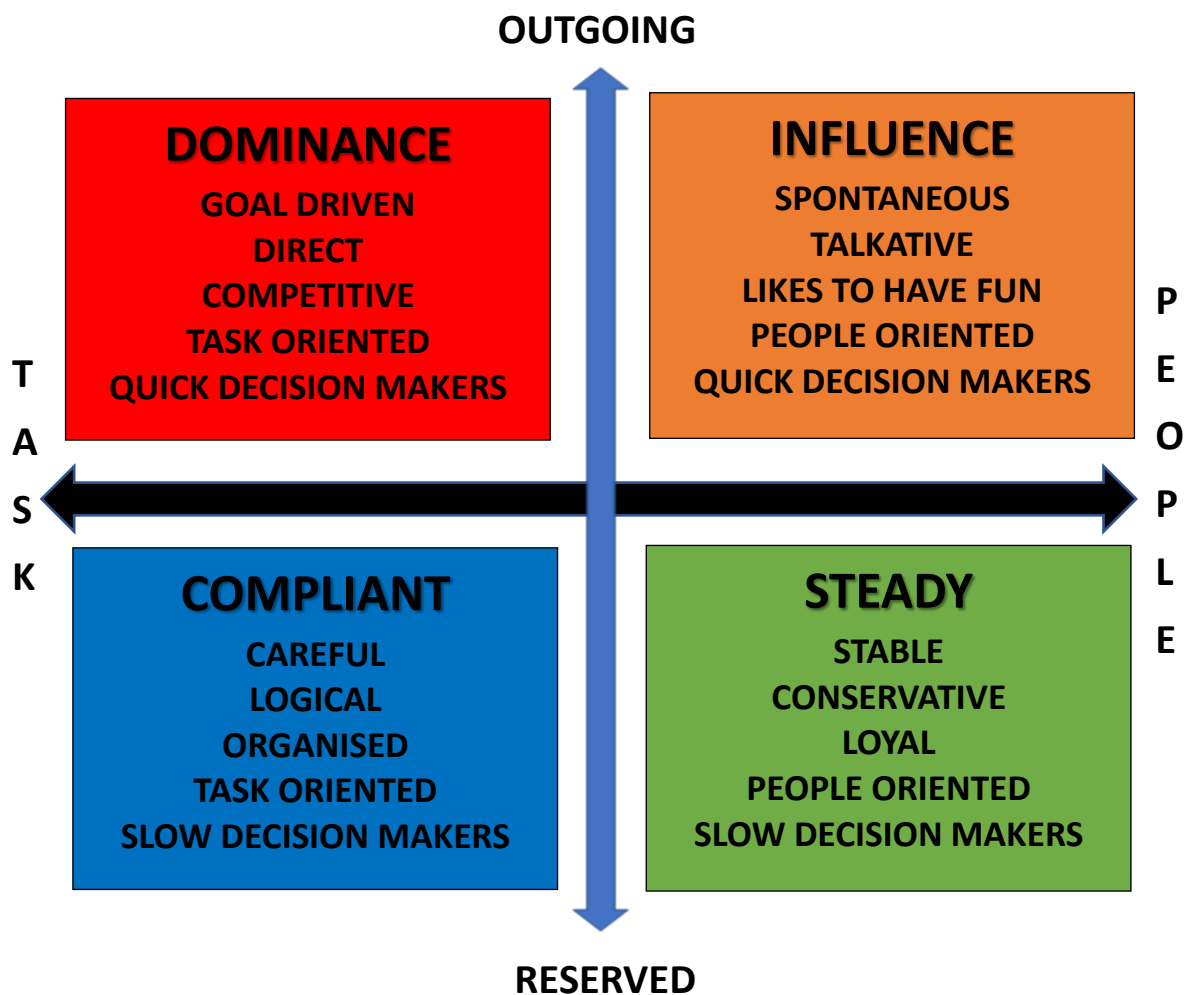 OUTGOING
DOMINANCE
GOAL DRIVEN
DIRECT
COMPETITIVE
TASK ORIENTED
QUICK DECISION MAKERS
INFLUENCE
SPONTANEOUS
TALKATIVE
LIKES TO HAVE FUN
PEOPLE ORIENTED
QUICK DECISION MAKERS
TASK
PEOPLE
COMPLIANT
CAREFUL
LOGICAL
ORGANISED
TASK ORIENTED
SLOW DECISION MAKERS
STEADY
STABLE
CONSERVATIVE
LOYAL
PEOPLE ORIENTED
SLOW DECISION MAKERS
RESERVED